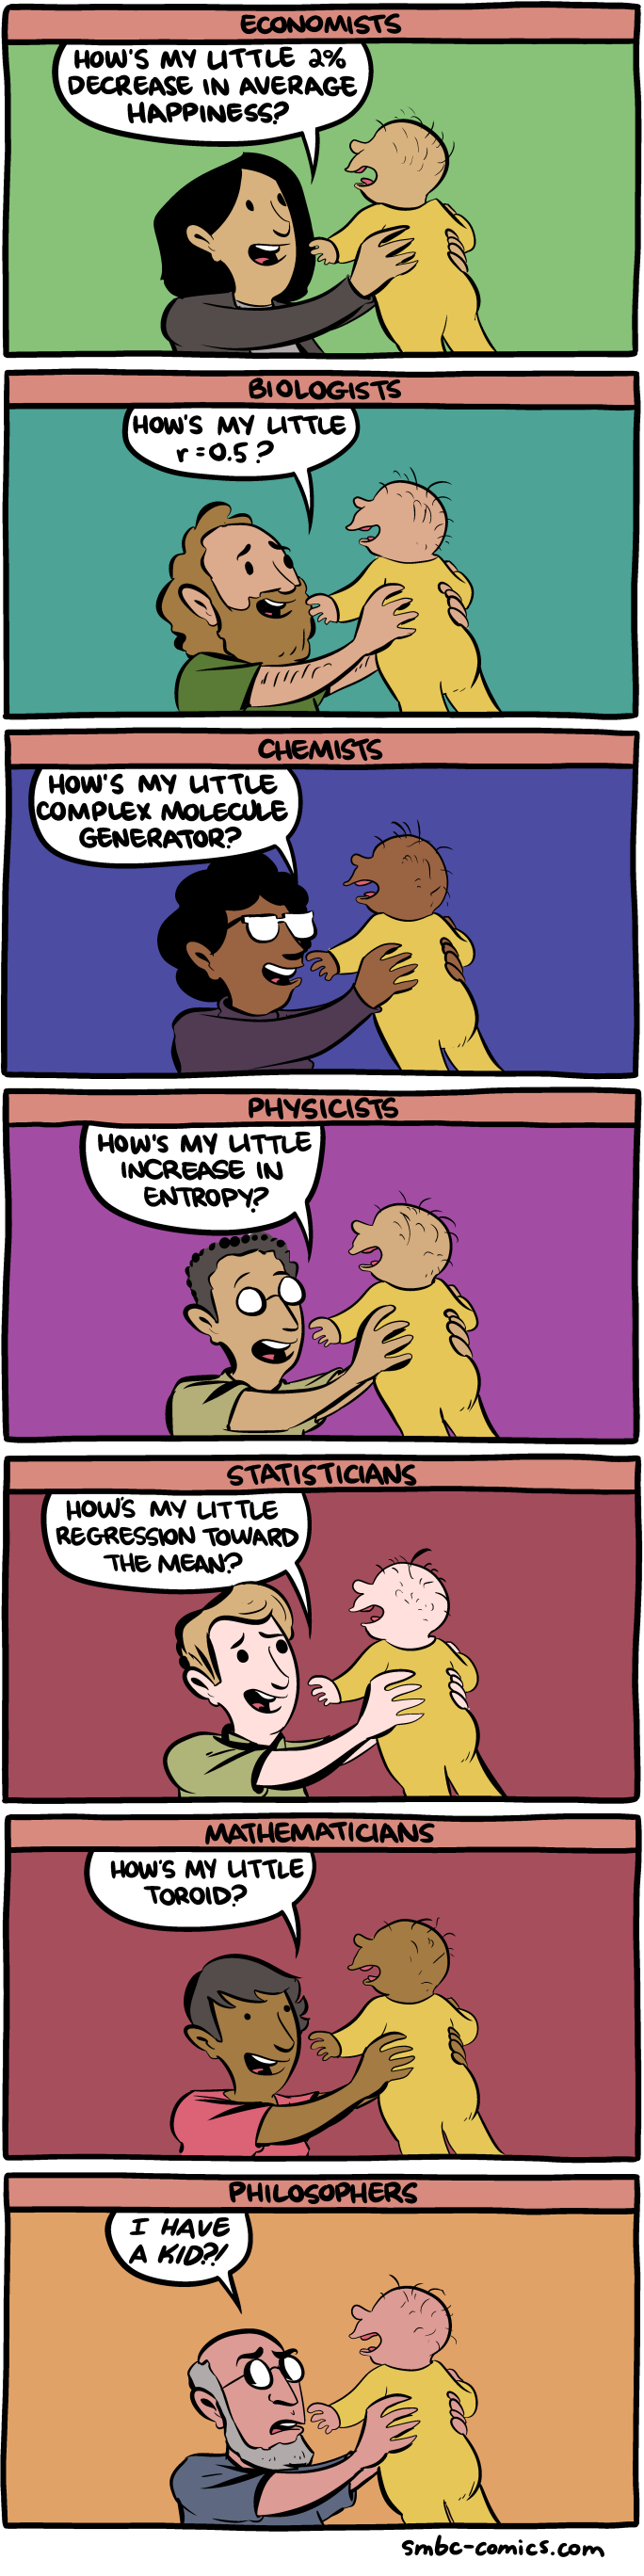 ECONOMISTS
HOW'S MY LITTLE 2%
DECREASE IN AVERAGE
HAPPINESS?
BIOLOGISTS
HOW'S MY LITTLE
r=0.5?
CHEMISTS
HOW'S MY LITTLE
COMPLEX MOLECULE
GENERATOR?
PHYSICISTS
HOW'S MY LITTLE
INCREASE IN
ENTROPY?
STATISTICIANS
HOW'S MY LITTLE
REGRESSION TOWARD
THE MEAN?
MATHEMATICIANS
HOW'S MY LITTLE
TOROID?
PHILOSOPHERS
I HAVE
A KID?!
smbc-comics.com